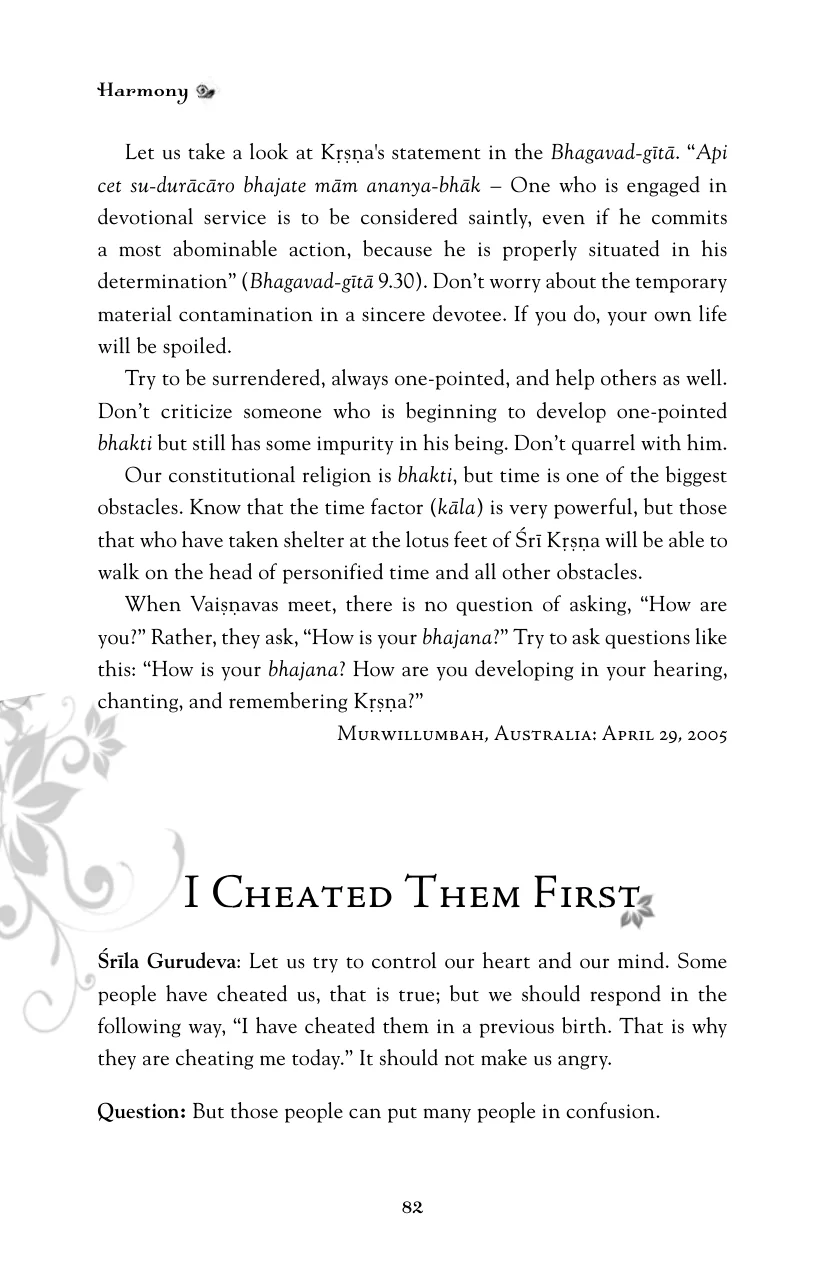 Harmony
Let us take a look at Kṛṣṇa's statement in the Bhagavad-gītā. “Api
cet su-durācāro bhajate mām ananya-bhāk – One who is engaged in
devotional service is to be considered saintly, even if he commits
a most abominable action, because he is properly situated in his
determination” (Bhagavad-gītā 9.30). Don’t worry about the temporary
material contamination in a sincere devotee. If you do, your own life
will be spoiled.
Try to be surrendered, always one-pointed, and help others as well.
Don’t criticize someone who is beginning to develop one-pointed
bhakti but still has some impurity in his being. Don’t quarrel with him.
Our constitutional religion is bhakti, but time is one of the biggest
obstacles. Know that the time factor (kāla) is very powerful, but those
that who have taken shelter at the lotus feet of Śrī Kṛṣṇa will be able to
walk on the head of personified time and all other obstacles.
When Vaiṣṇavas meet, there is no question of asking, “How are
you?” Rather, they ask, “How is your bhajana?” Try to ask questions like
this: “How is your bhajana? How are you developing in your hearing,
chanting, and remembering Kṛṣṇa?”
Murwillumbah, Australia: April 29, 2005
I Cheated Them First
Śrīla Gurudeva: Let us try to control our heart and our mind. Some
people have cheated us, that is true; but we should respond in the
following way, “I have cheated them in a previous birth. That is why
they are cheating me today.” It should not make us angry.
Question: But those people can put many people in confusion.
82